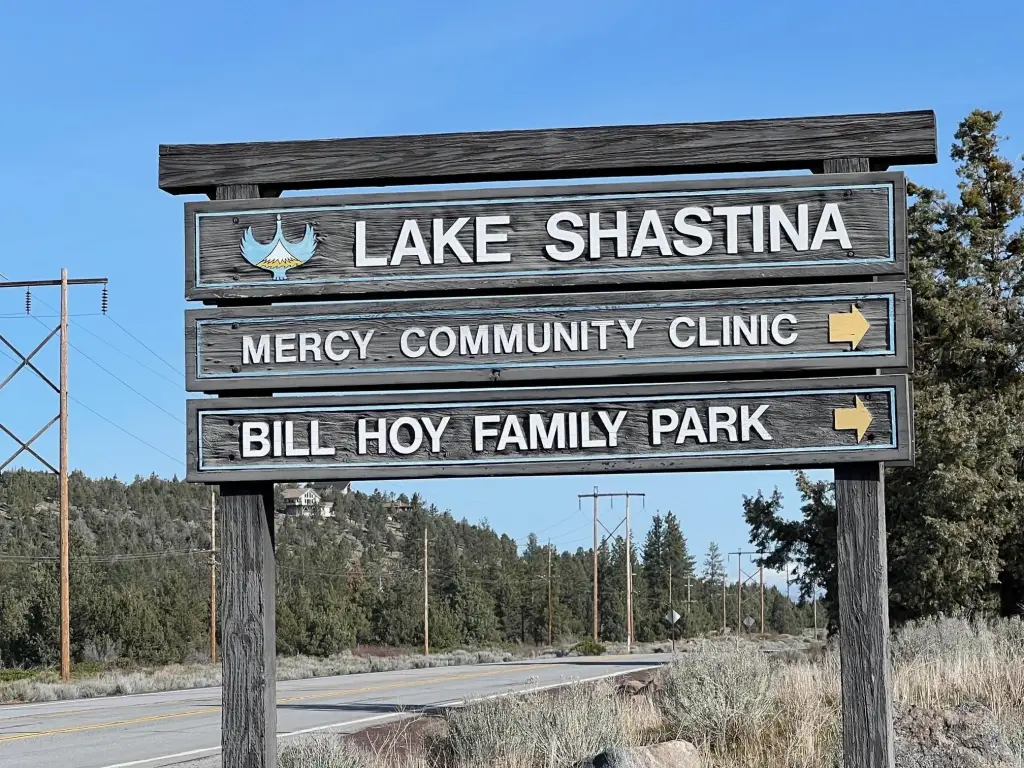 LAKE SHASTINA
MERCY COMMUNITY CLINIC
BILL HOY FAMILY PARK